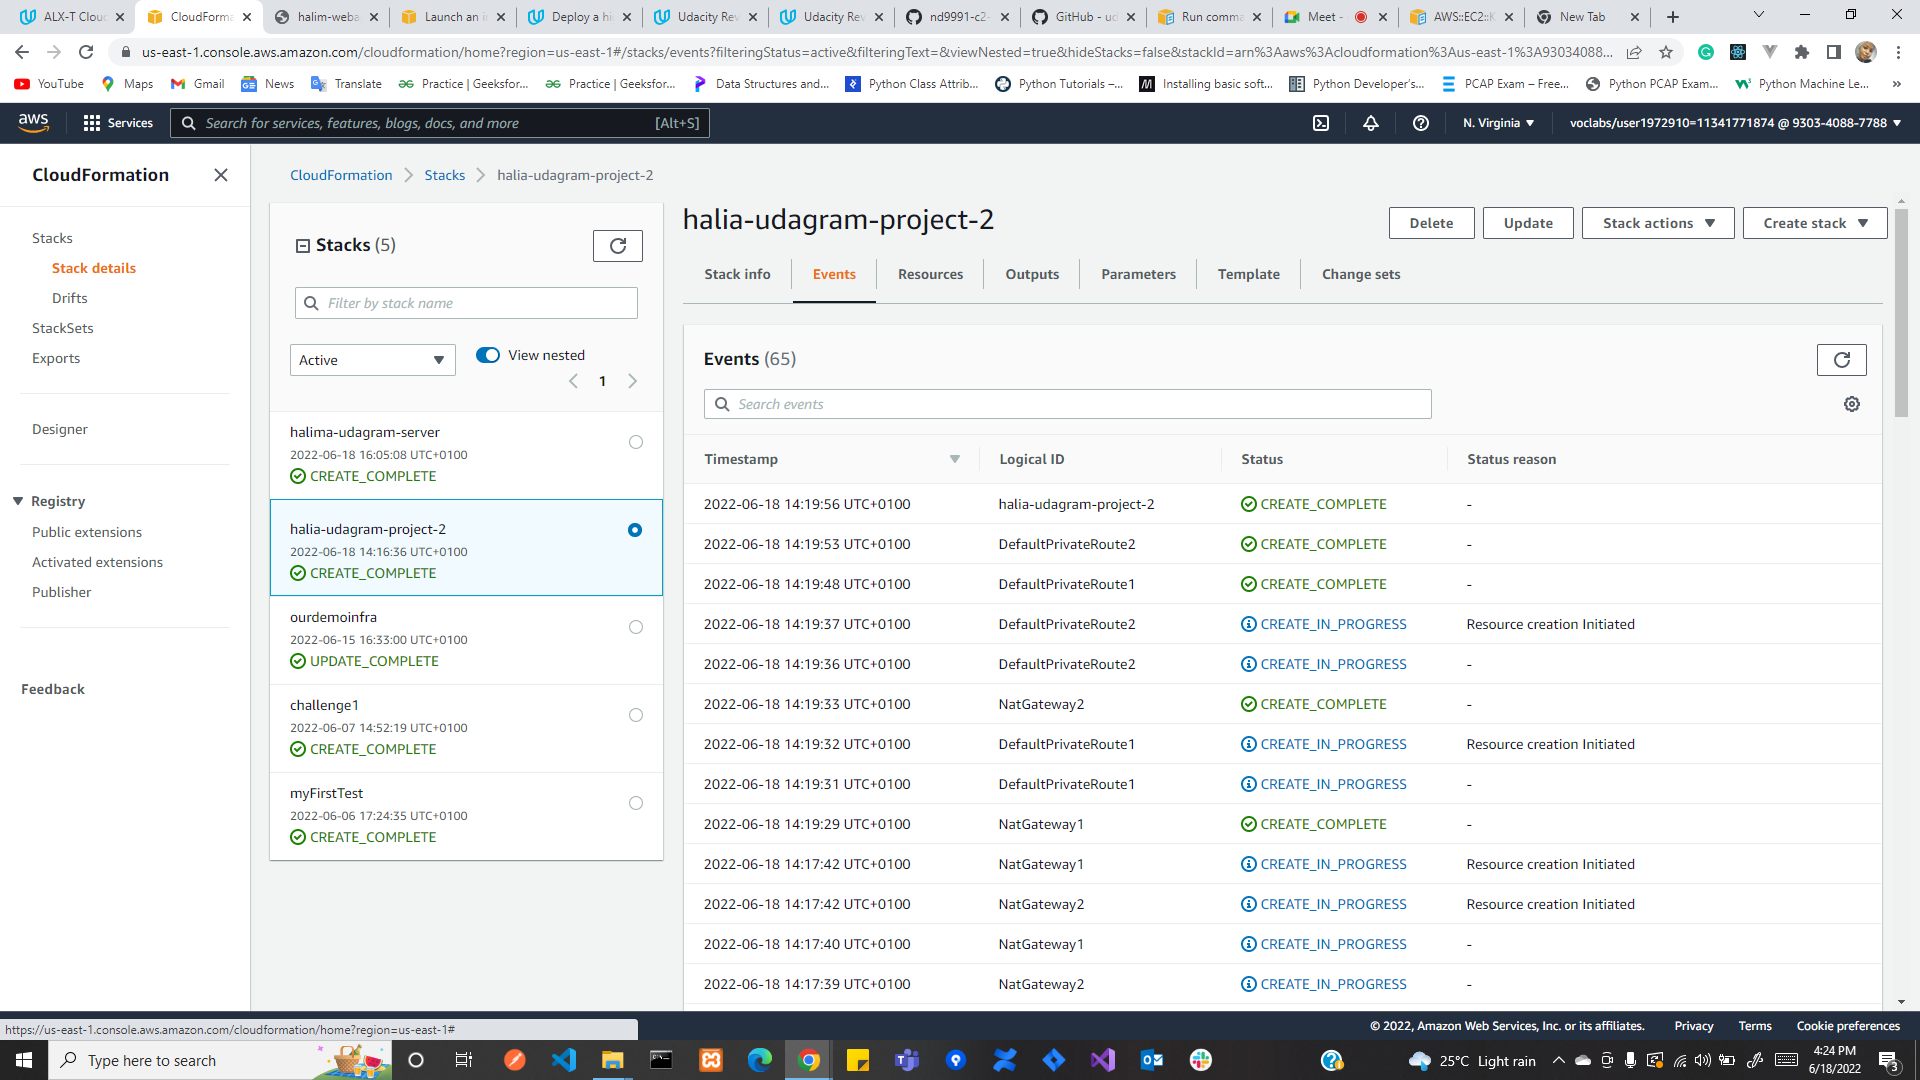 ALX-T Clou
CloudForma
halim-weba
Launch an i
Deploy a hi
Udacity Rev
Udacity Rev
nd9991-c2-
GitHub - ud
Run comma
Meet -
AWS::EC2::K
New Tab
us-east-1.console.aws.amazon.com/cloudformation/home?region=us-east-1#/stacks/events?filteringStatus=active&filteringText=&viewNested=true&hideStacks=false&stackId=arn%3Aaws%3Acloudformation%3Aus-east-1%3A93034088...
YouTube
Maps
Gmail
News
Translate
Practice | Geeksfor...
Practice | Geeksfor...
Data Structures and...
Python Class Attrib...
Python Tutorials –...
Installing basic soft...
Python Developer's...
PCAP Exam – Free...
Python PCAP Exam...
Python Machine Le...
»
aws
Services
Search for services, features, blogs, docs, and more
[Alt+S]
N. Virginia
voclabs/user1972910=11341771874 @ 9303-4088-7788
CloudFormation
Stacks
Stack details
Drifts
StackSets
Exports
Designer
Registry
Public extensions
Activated extensions
Publisher
Feedback
CloudFormation
Stacks
halia-udagram-project-2
Stacks (5)
Filter by stack name
Active
View nested
1
halima-udagram-server
2022-06-18 16:05:08 UTC+0100
CREATE_COMPLETE
halia-udagram-project-2
2022-06-18 14:16:36 UTC+0100
CREATE_COMPLETE
ourdemoinfra
2022-06-15 16:33:00 UTC+0100
UPDATE_COMPLETE
challenge1
2022-06-07 14:52:19 UTC+0100
CREATE_COMPLETE
myFirstTest
2022-06-06 17:24:35 UTC+0100
CREATE_COMPLETE
halia-udagram-project-2
Delete
Update
Stack actions
Create stack
Stack info
Events
Resources
Outputs
Parameters
Template
Change sets
Events (65)
Search events
Timestamp Logical ID Status Status reason
2022-06-18 14:19:56 UTC+0100 halia-udagram-project-2 CREATE_COMPLETE -
2022-06-18 14:19:53 UTC+0100 DefaultPrivateRoute2 CREATE_COMPLETE -
2022-06-18 14:19:48 UTC+0100 DefaultPrivateRoute1 CREATE_COMPLETE -
2022-06-18 14:19:37 UTC+0100 DefaultPrivateRoute2 CREATE_IN_PROGRESS Resource creation Initiated
2022-06-18 14:19:36 UTC+0100 DefaultPrivateRoute2 CREATE_IN_PROGRESS -
2022-06-18 14:19:33 UTC+0100 NatGateway2 CREATE_COMPLETE -
2022-06-18 14:19:32 UTC+0100 DefaultPrivateRoute1 CREATE_IN_PROGRESS Resource creation Initiated
2022-06-18 14:19:31 UTC+0100 DefaultPrivateRoute1 CREATE_IN_PROGRESS -
2022-06-18 14:19:29 UTC+0100 NatGateway1 CREATE_COMPLETE -
2022-06-18 14:17:42 UTC+0100 NatGateway1 CREATE_IN_PROGRESS Resource creation Initiated
2022-06-18 14:17:42 UTC+0100 NatGateway2 CREATE_IN_PROGRESS Resource creation Initiated
2022-06-18 14:17:40 UTC+0100 NatGateway1 CREATE_IN_PROGRESS -
2022-06-18 14:17:39 UTC+0100 NatGateway2 CREATE_IN_PROGRESS -
https://us-east-1.console.aws.amazon.com/cloudformation/home?region=us-east-1#
© 2022, Amazon Web Services, Inc. or its affiliates.
Privacy
Terms
Cookie preferences
Type here to search
25°C Light rain
4:24 PM
6/18/2022
3